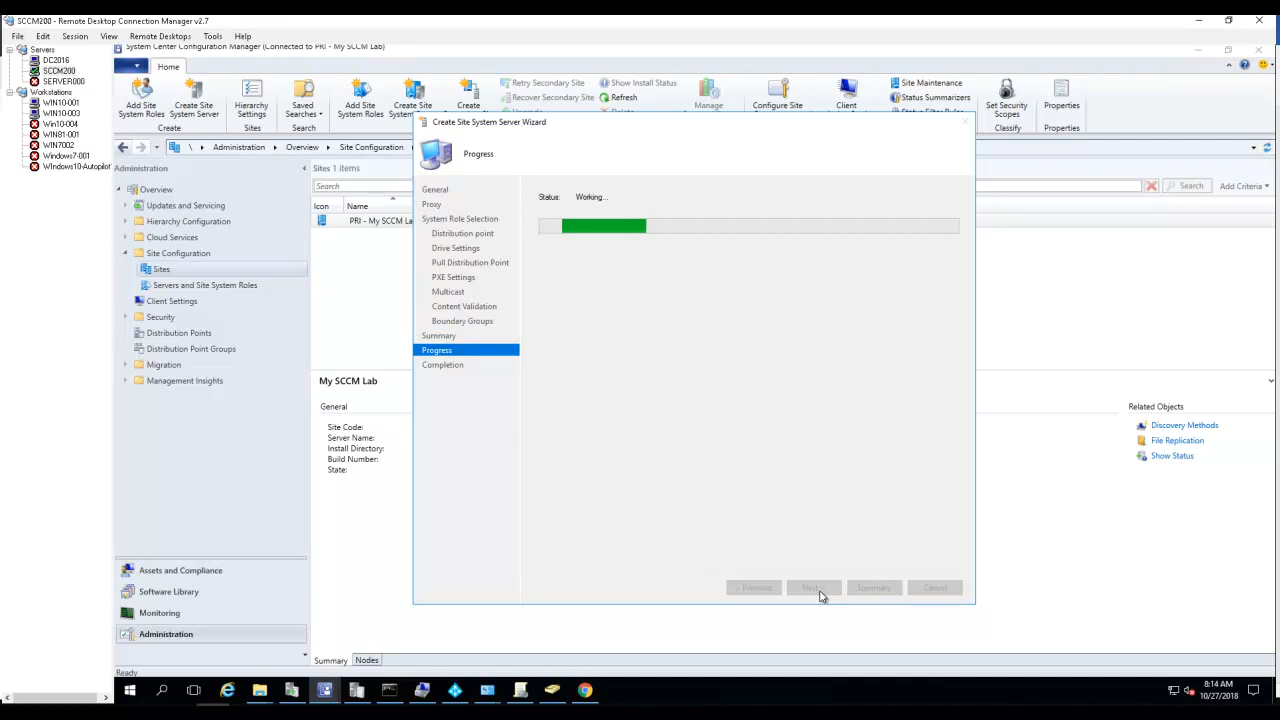 SCCM200 - Remote Desktop Connection Manager v2.7
File Edit Session View Remote Desktops Tools Help
Servers
DC2016
SCCM200
SERVER000
Workstations
WIN10-001
WIN10-003
Win10-004
WIN81-001
WIN7002
Windows7-001
Windows10-Autopilot
System Center Configuration Manager (Connected to PRI - My SCCM Lab)
Home
Add Site System Roles
Create Site System Server
Create
Hierarchy Settings
Sites
Saved Searches
Search
Add Site System Roles
Create Site
Create
Retry Secondary Site
Recover Secondary Site
Show Install Status
Refresh
Manage
Configure Site
Client
Site Maintenance
Status Summarizers
Set Security Scopes
Classify
Properties
Properties
\ Administration Overview Site Configuration
Administration
Overview
Updates and Servicing
Hierarchy Configuration
Cloud Services
Site Configuration
Sites
Servers and Site System Roles
Client Settings
Security
Distribution Points
Distribution Point Groups
Migration
Management Insights
Assets and Compliance
Software Library
Monitoring
Administration
Sites 1 items
Search
Search
Add Criteria
Icon Name
PRI - My SCCM La
My SCCM Lab
General
Site Code:
Server Name:
Install Directory:
Build Number:
State:
Related Objects
Discovery Methods
File Replication
Show Status
Summary Nodes
Ready
Create Site System Server Wizard
Progress
General
Proxy
System Role Selection
Distribution point
Drive Settings
Pull Distribution Point
PXE Settings
Multicast
Content Validation
Boundary Groups
Summary
Progress
Completion
Status: Working...
< Previous
Next
Summary
Cancel
8:14 AM
10/27/2018